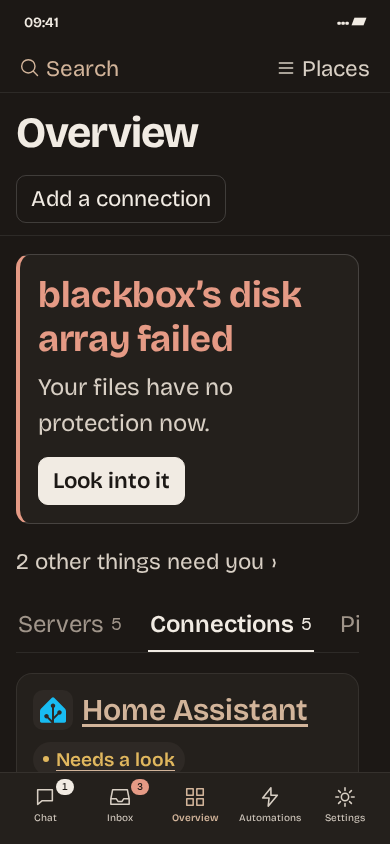 09:41
Search
Places
Overview
Add a connection
blackbox's disk
array failed
Your files have no
protection now.
Look into it
2 other things need you ›
Servers 5
Connections 5
Pi
Home Assistant
Needs a look
1
3
Chat
Inbox
Overview
Automations
Settings